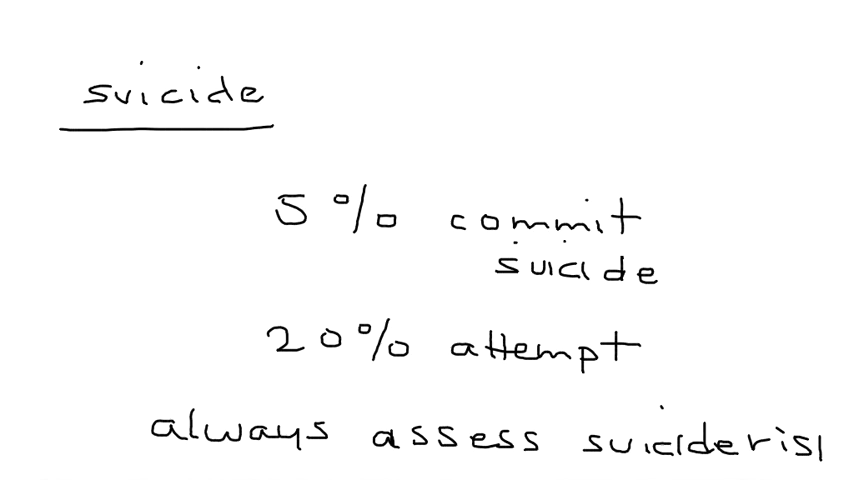 suicide
5% commit
suicide
20% attempt
always assess suiciderisl